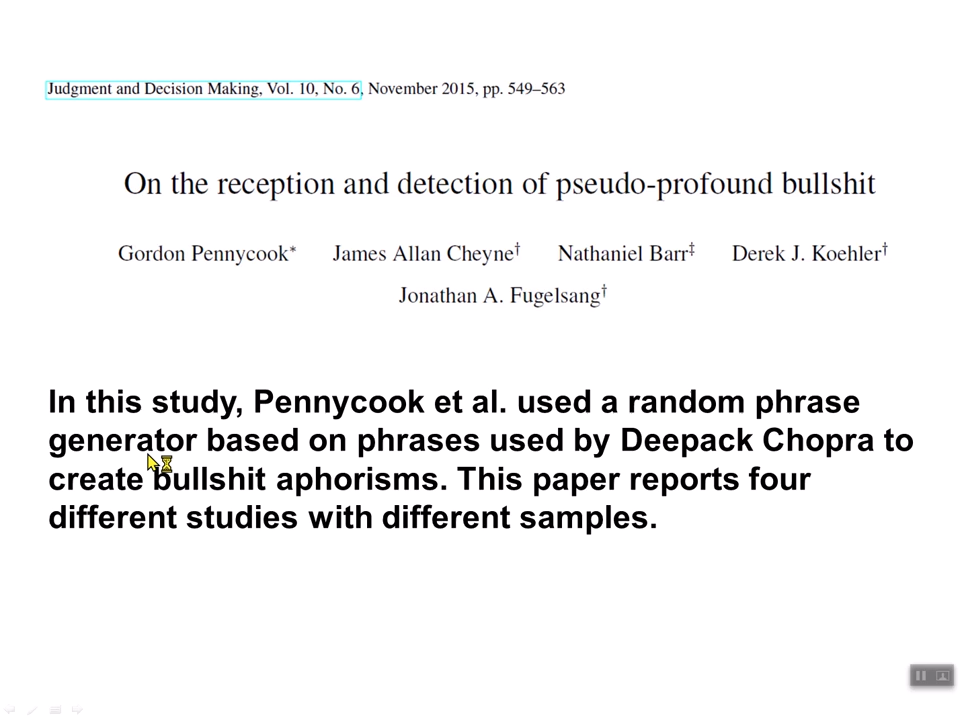 Judgment and Decision Making, Vol. 10, No. 6, November 2015, pp. 549–563
On the reception and detection of pseudo-profound bullshit
Gordon Pennycook* James Allan Cheyne† Nathaniel Barr‡ Derek J. Koehler†
Jonathan A. Fugelsang†
In this study, Pennycook et al. used a random phrase
generator based on phrases used by Deepack Chopra to
create bullshit aphorisms. This paper reports four
different studies with different samples.